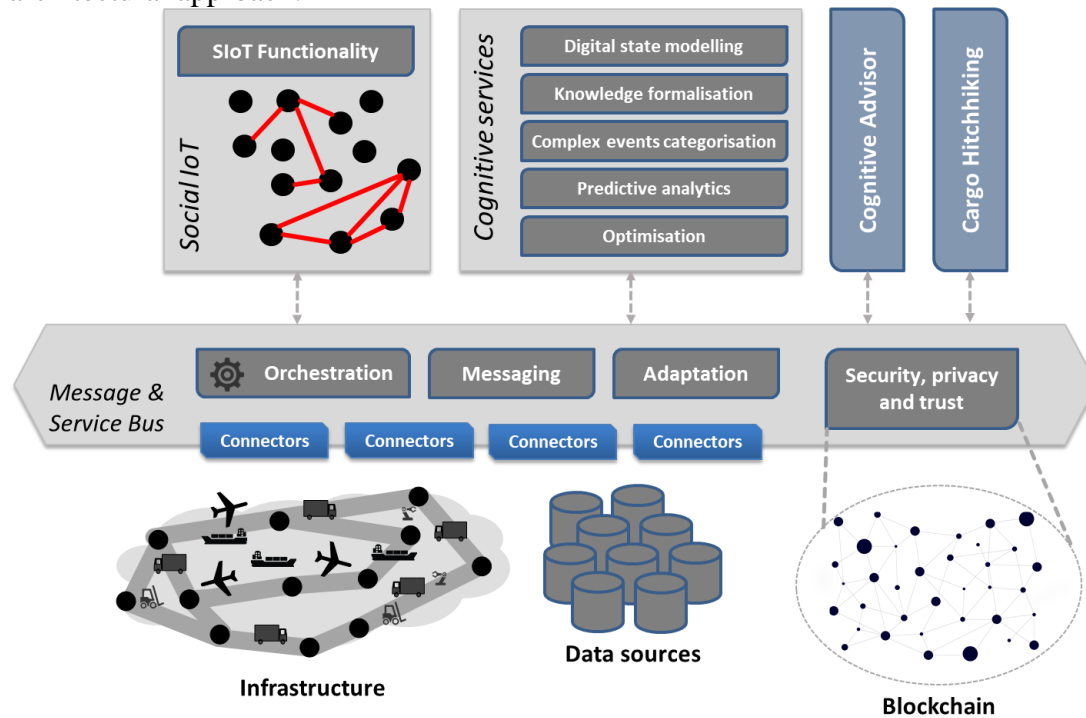 architectural approach.
SIoT Functionality
Social IoT
Cognitive services
Digital state modelling
Knowledge formalisation
Complex events categorisation
Predictive analytics
Optimisation
Cognitive Advisor
Cargo Hitchhiking
Message &
Service Bus
Orchestration
Messaging
Adaptation
Security, privacy
and trust
Connectors
Connectors
Connectors
Connectors
Infrastructure
Data sources
Blockchain